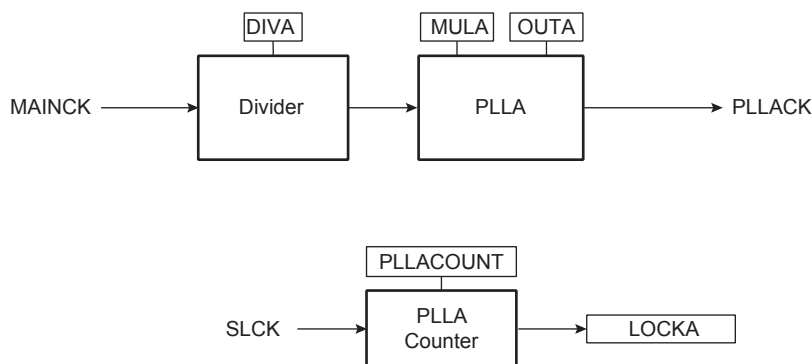 DIVA
MULA
OUTA
MAINCK
Divider
PLLA
PLLACK
PLLACOUNT
SLCK
PLLA
Counter
LOCKA